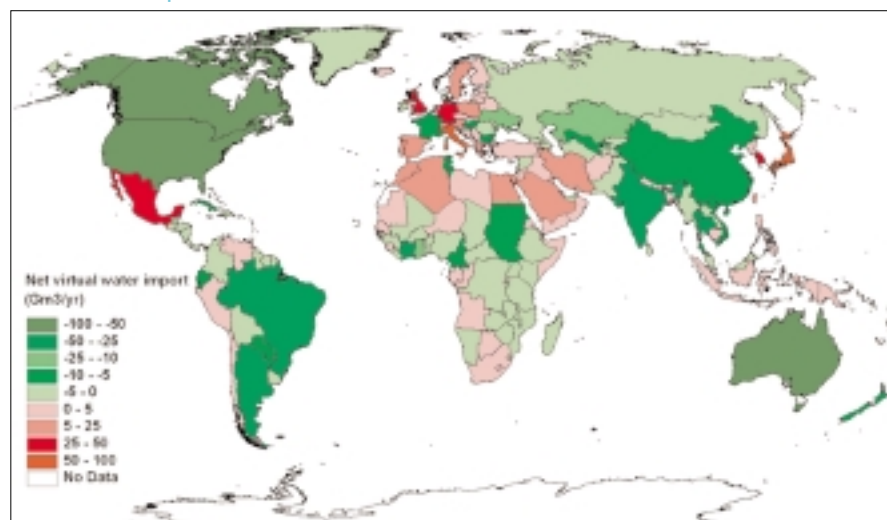 Net virtual water import
(Gm3/yr)
-100 - -50
-50 - -25
-25 - -10
-10 - -5
-5 - 0
0 - 5
5 - 25
25 - 50
50 - 100
No Data